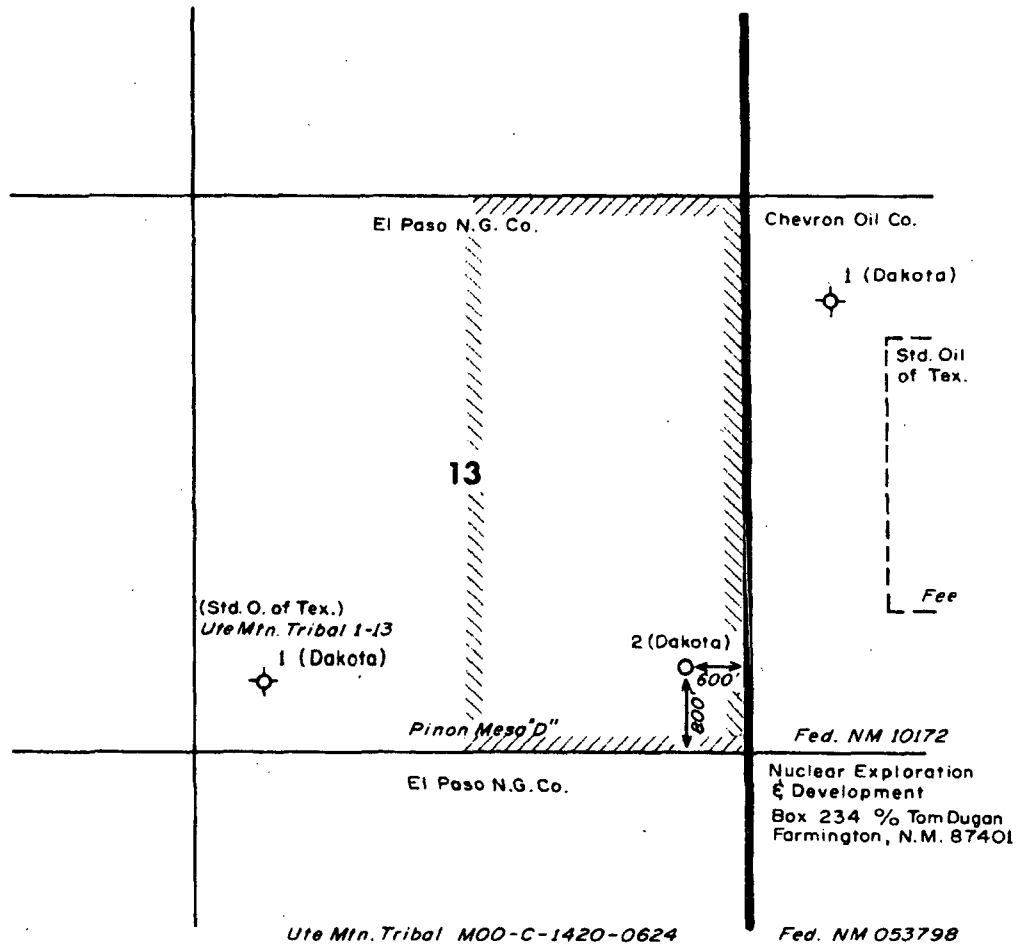 El Paso N.G. Co.
Chevron Oil Co.
1 (Dakota)
Std. Oil
of Tex.
13
Fee
(Std. O. of Tex.)
Ute Mtn. Tribal 1-13
1 (Dakota)
2 (Dakota)
600'
800'
Pinon Mesa "D"
Fed. NM 10172
El Paso N.G. Co.
Nuclear Exploration
& Development
Box 234 % Tom Dugan
Farmington, N.M. 87401
Ute Mtn. Tribal MOO-C-1420-0624
Fed. NM 053798